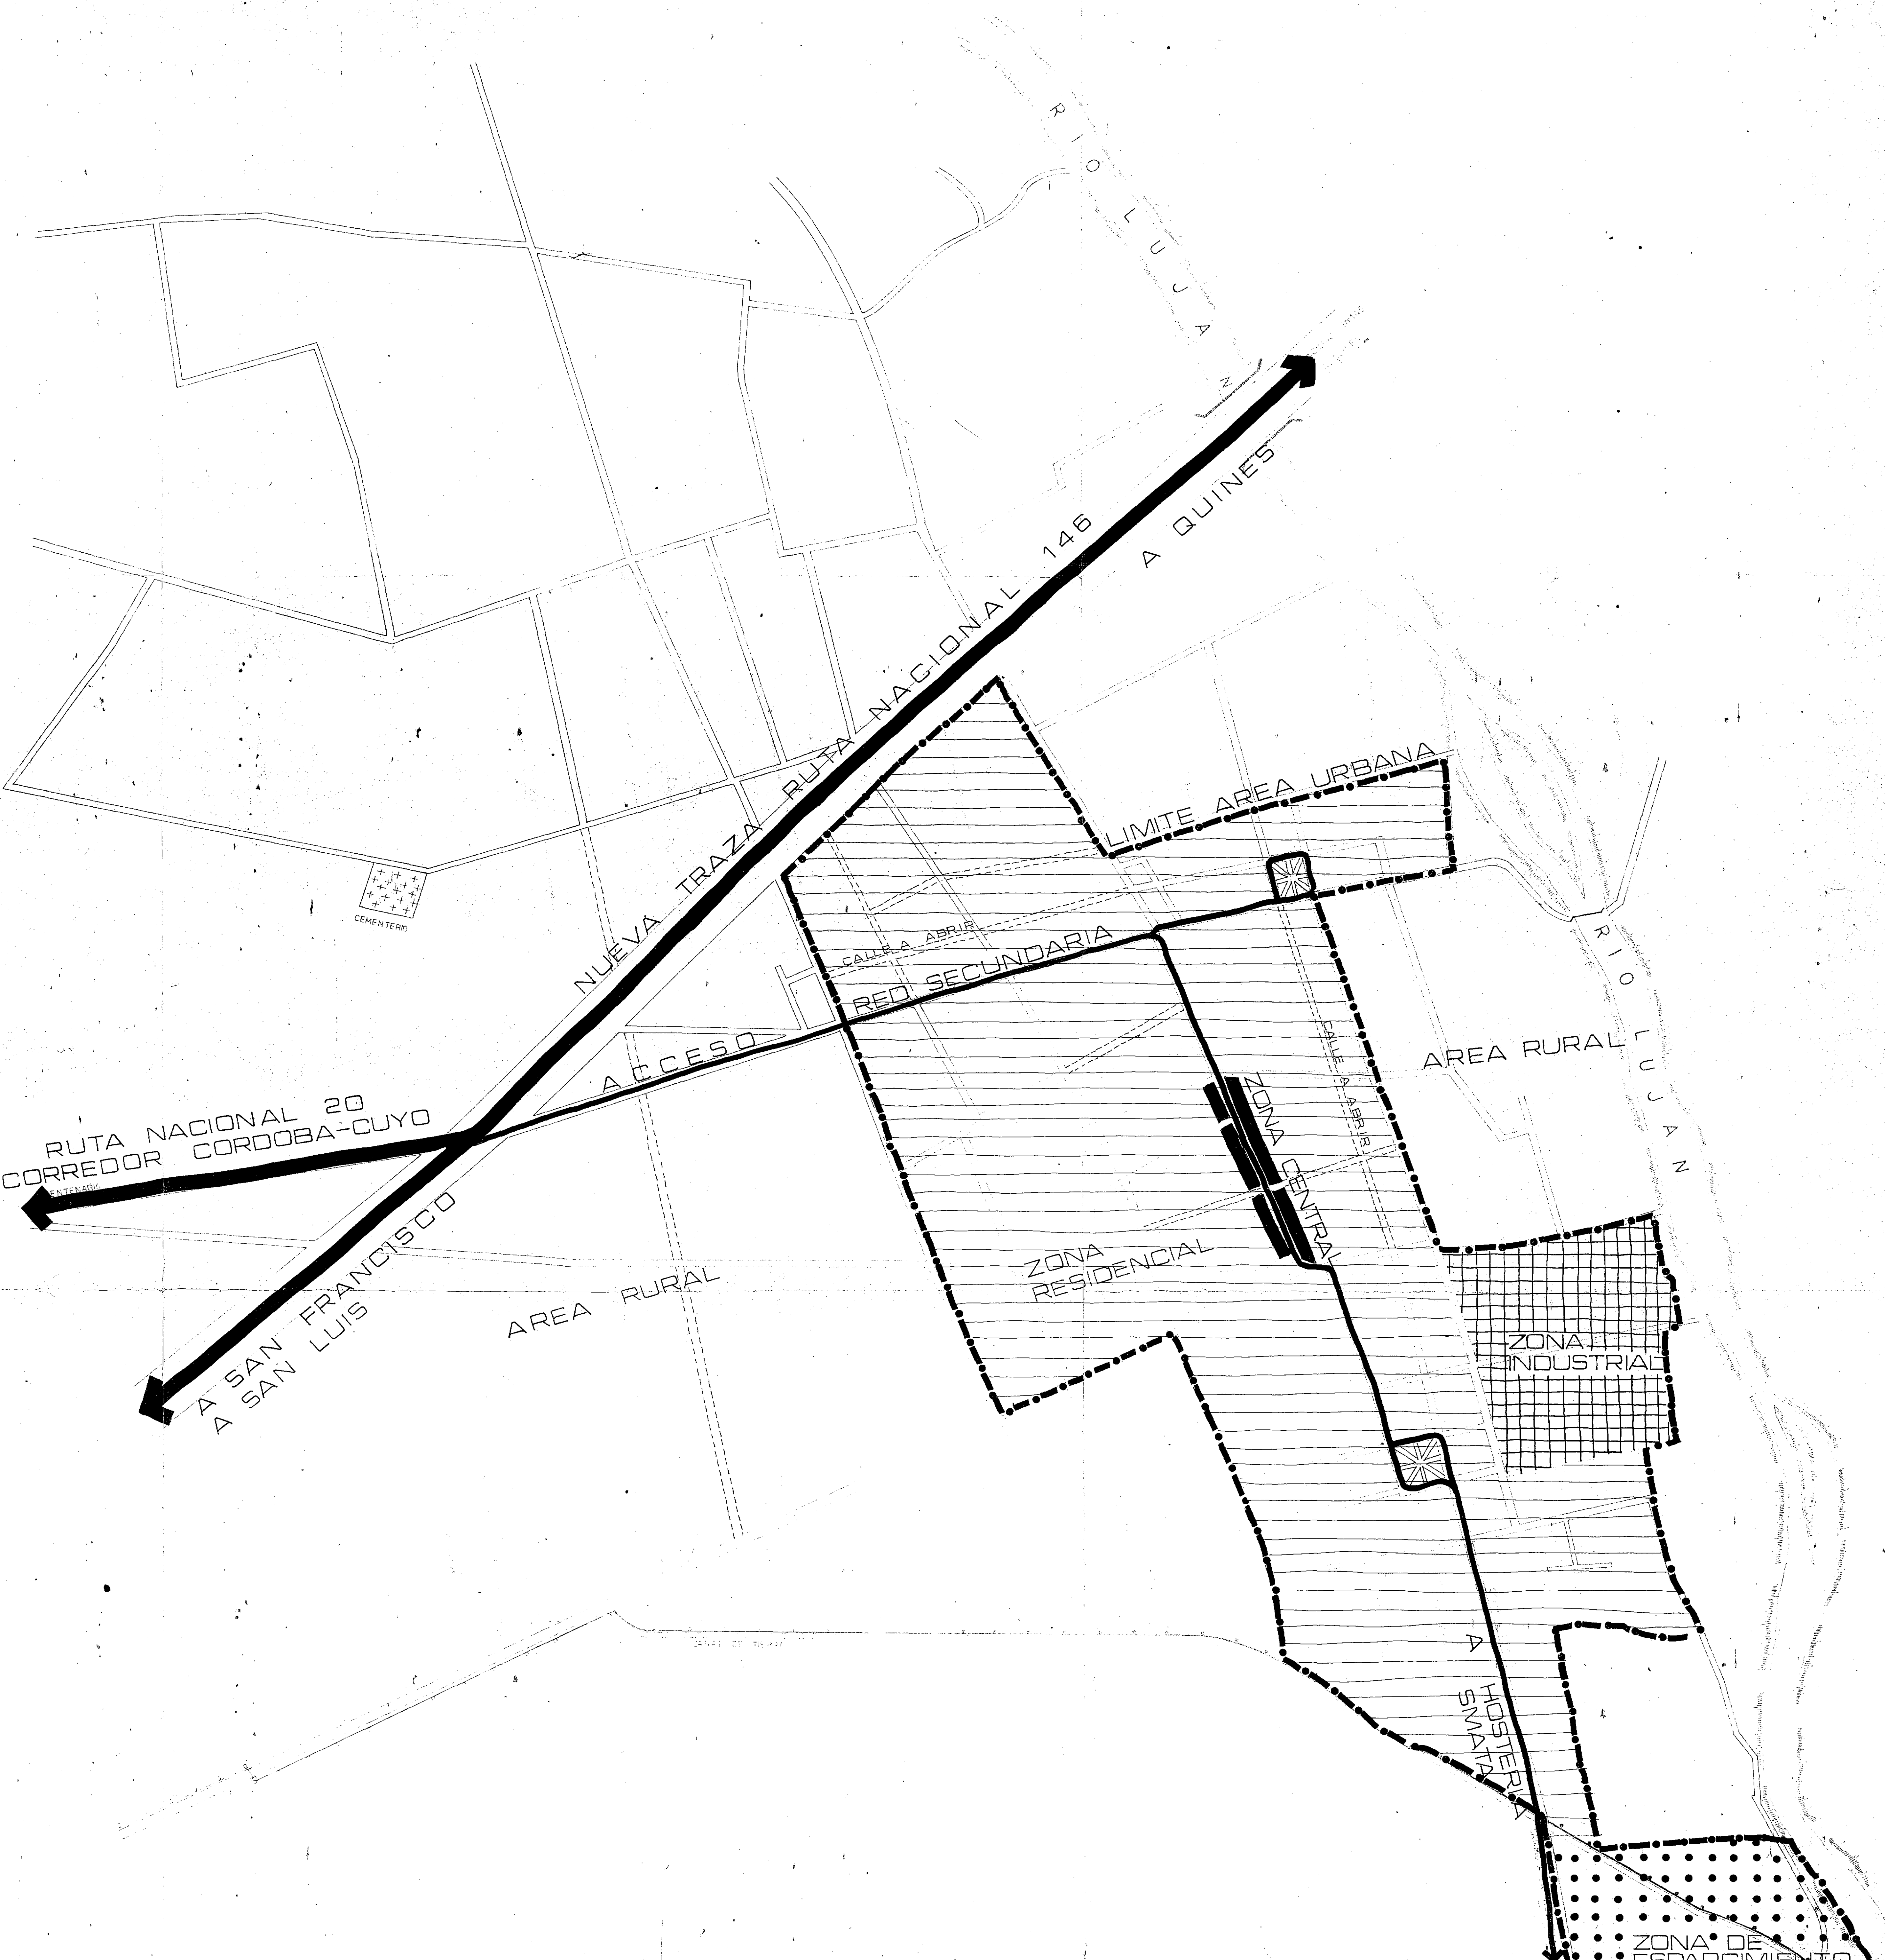 RIO LUJAN
A QUINES
NUEVA TRAZA RUTA NACIONAL 146
LIMITE AREA URBANA
CEMENTERIO
CALLE A ABRIR
RED SECUNDARIA
ACCESO
RIO LUJAN
AREA RURAL
CALLE A ABRIR
ZONA CENTRAL
RUTA NACIONAL 20
CORREDOR CORDOBA-CUYO
A SAN FRANCISCO
A SAN LUIS
AREA RURAL
ZONA
RESIDENCIAL
ZONA
INDUSTRIAL
A HOSTERIA
SMATA
ZONA DE
ESPARCIMIENTO